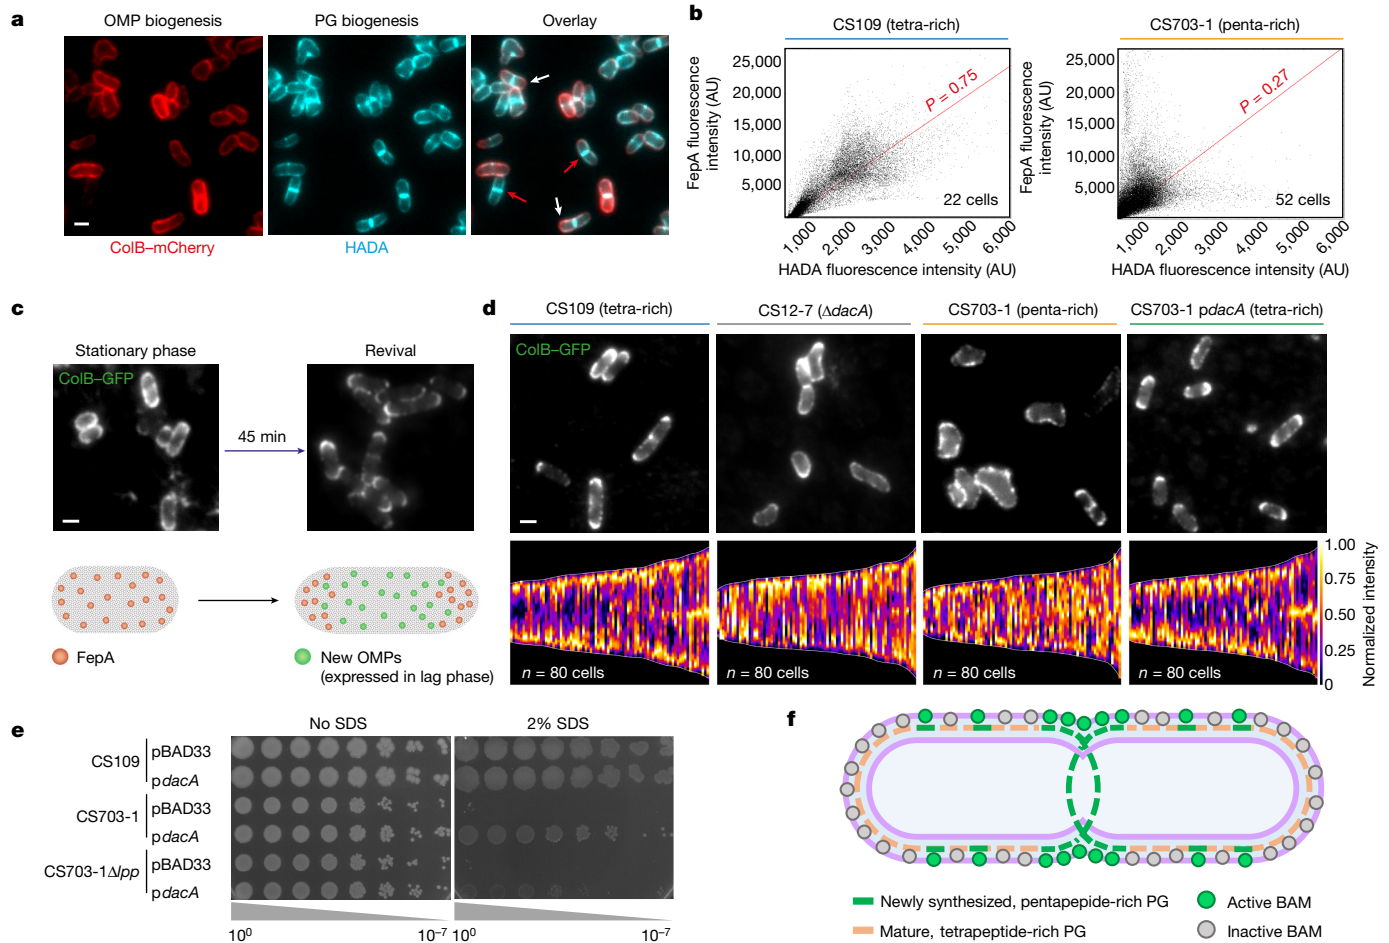 a
OMP biogenesis
PG biogenesis
Overlay
ColB–mCherry
HADA
b
CS109 (tetra-rich)
CS703-1 (penta-rich)
FepA fluorescence
intensity (AU)
25,000
20,000
15,000
10,000
5,000
P = 0.75
22 cells
1,000
2,000
3,000
4,000
5,000
6,000
HADA fluorescence intensity (AU)
FepA fluorescence
intensity (AU)
25,000
20,000
15,000
10,000
5,000
P = 0.27
52 cells
1,000
2,000
3,000
4,000
5,000
6,000
HADA fluorescence intensity (AU)
c
Stationary phase
Revival
ColB–GFP
45 min
FepA
New OMPs
(expressed in lag phase)
d
CS109 (tetra-rich)
CS12-7 (ΔdacA)
CS703-1 (penta-rich)
CS703-1 pdacA (tetra-rich)
ColB–GFP
n = 80 cells
n = 80 cells
n = 80 cells
n = 80 cells
1.00
0.75
0.50
0.25
0
Normalized intensity
e
No SDS
2% SDS
CS109
pBAD33
pdacA
CS703-1
pBAD33
pdacA
CS703-1Δlpp
pBAD33
pdacA
10⁰
10⁻⁷
10⁰
10⁻⁷
f
Newly synthesized, pentapepide-rich PG
Mature, tetrapeptide-rich PG
Active BAM
Inactive BAM